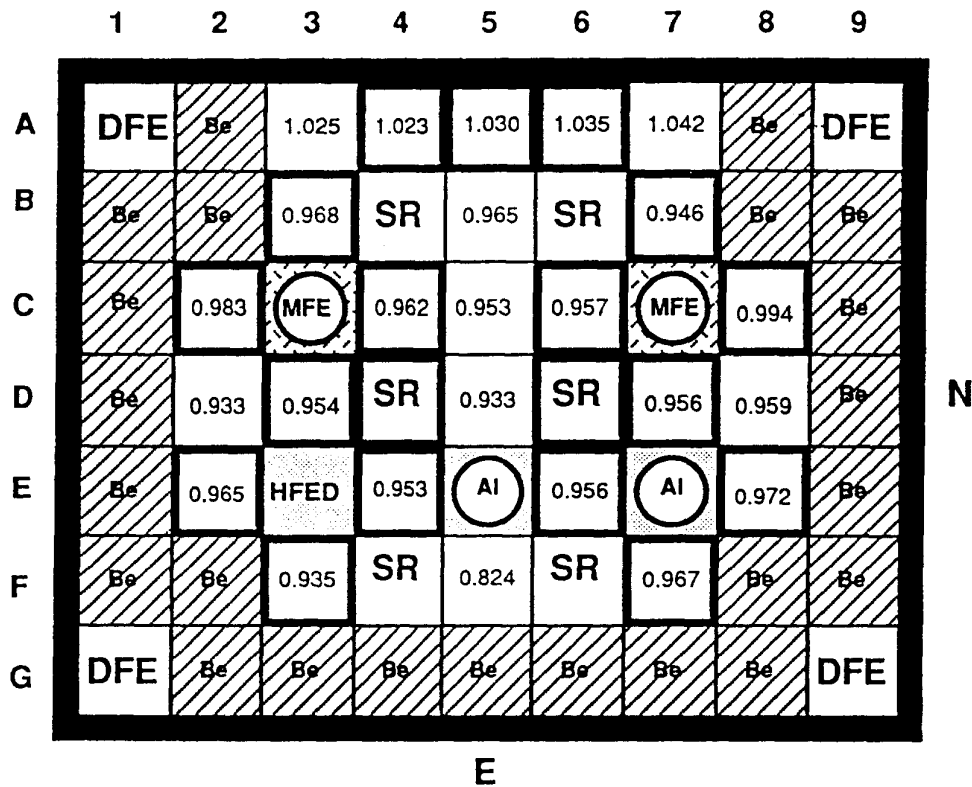 1 2 3 4 5 6 7 8 9
A DFE Be 1.025 1.023 1.030 1.035 1.042 Be DFE
B Be Be 0.968 SR 0.965 SR 0.946 Be Be
C Be 0.983 MFE 0.962 0.953 0.957 MFE 0.994 Be
D Be 0.933 0.954 SR 0.933 SR 0.956 0.959 Be N
E Be 0.965 HFED 0.953 Al 0.956 Al 0.972 Be
F Be Be 0.935 SR 0.824 SR 0.967 Be Be
G DFE Be Be Be Be Be Be Be DFE
E